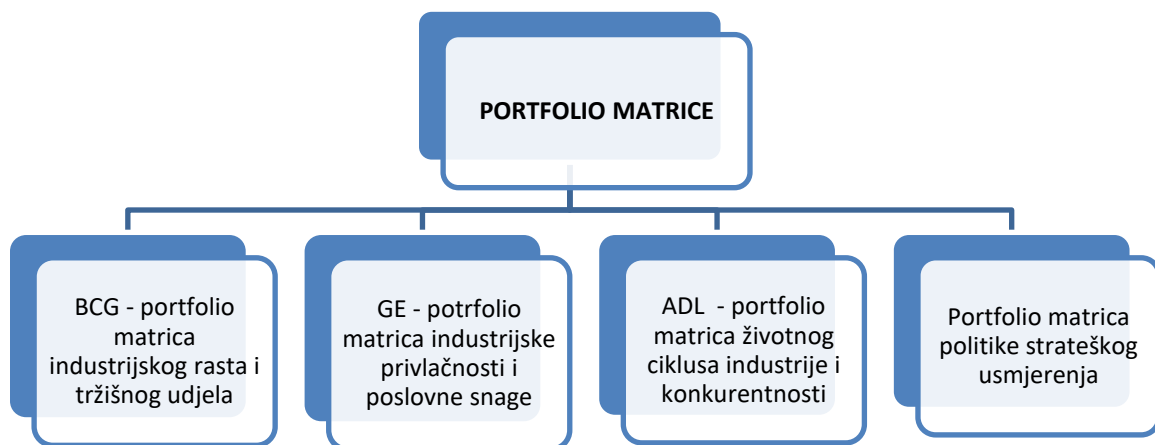 PORTFOLIO MATRICE
BCG - portfolio
matrica
industrijskog rasta i
tržišnog udjela
GE - potrfolio
matrica industrijske
privlačnosti i
poslovne snage
ADL - portfolio
matrica životnog
ciklusa industrije i
konkurentnosti
Portfolio matrica
politike strateškog
usmjerenja